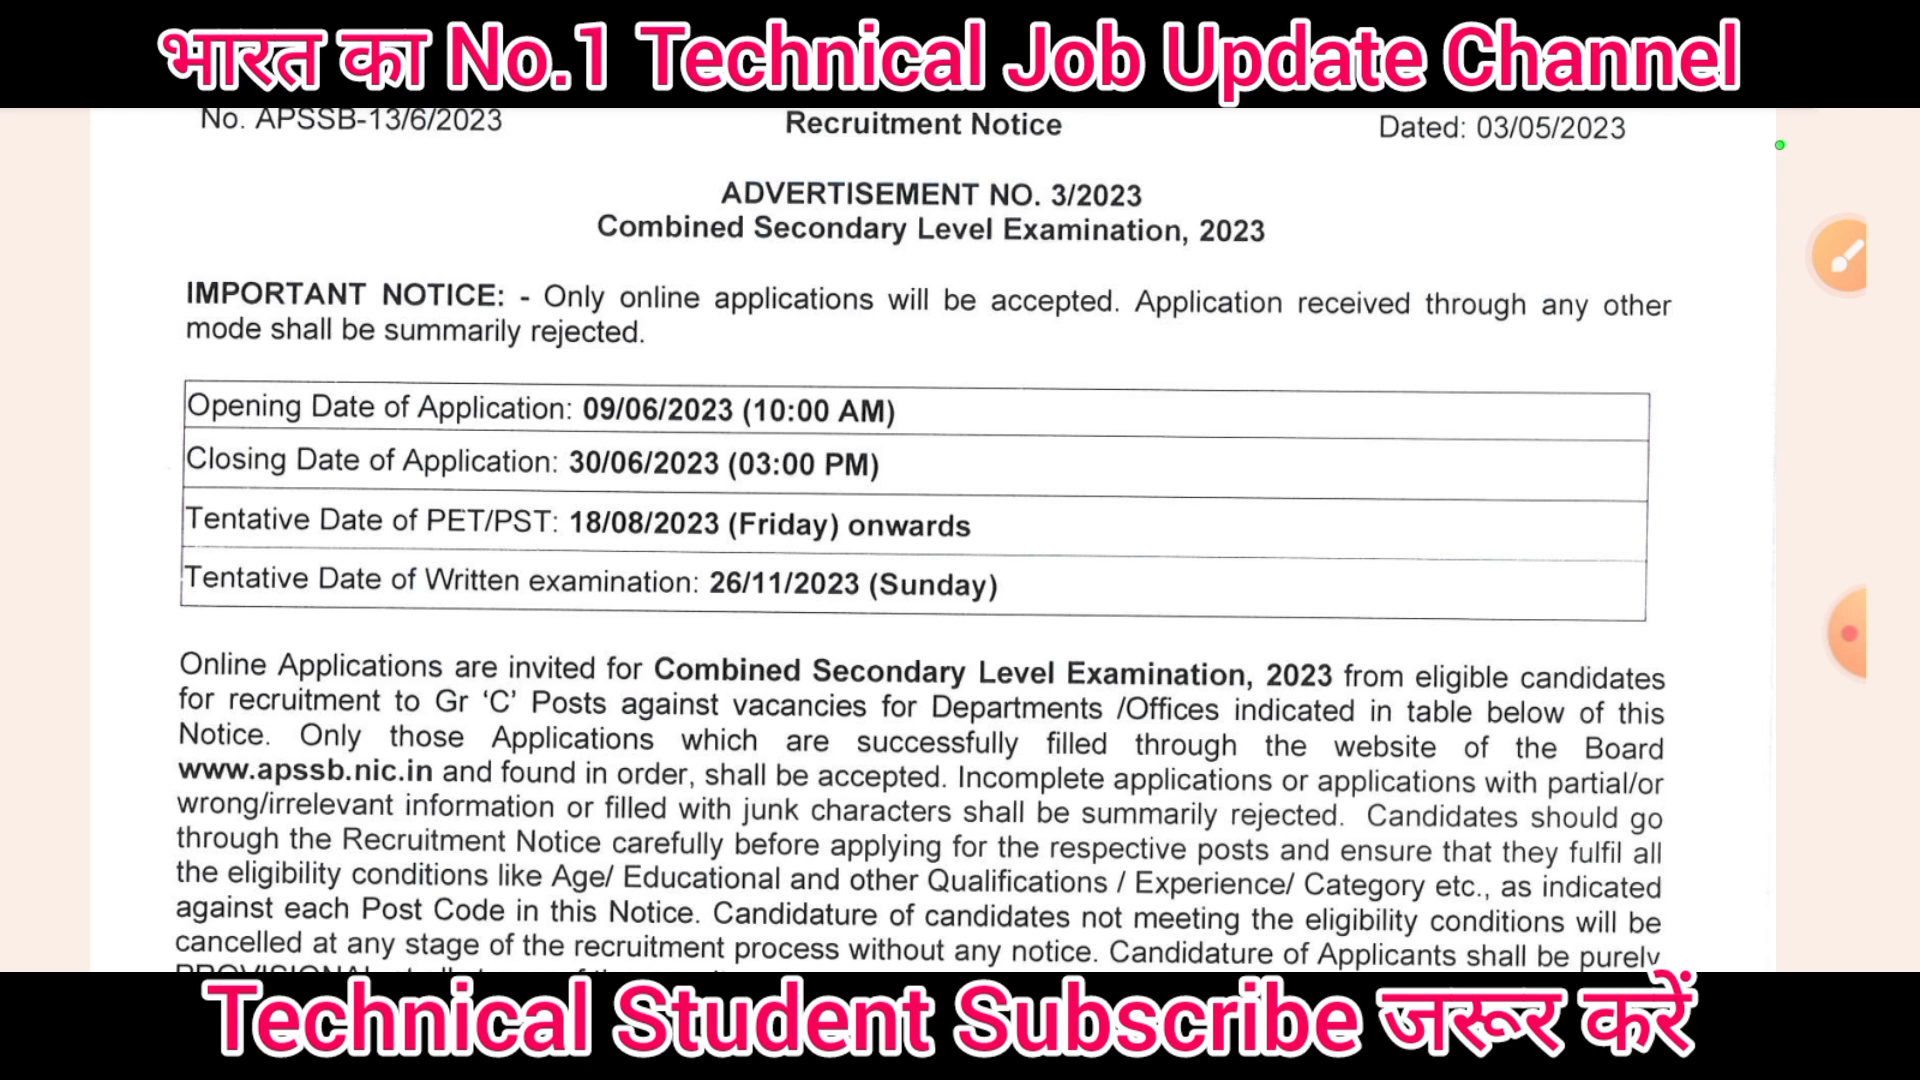 भारत का No.1 Technical Job Update Channel
No. APSSB-13/6/2023 Recruitment Notice Dated: 03/05/2023
ADVERTISEMENT NO. 3/2023
Combined Secondary Level Examination, 2023
IMPORTANT NOTICE: - Only online applications will be accepted. Application received through any other
mode shall be summarily rejected.
Opening Date of Application: 09/06/2023 (10:00 AM)
Closing Date of Application: 30/06/2023 (03:00 PM)
Tentative Date of PET/PST: 18/08/2023 (Friday) onwards
Tentative Date of Written examination: 26/11/2023 (Sunday)
Online Applications are invited for Combined Secondary Level Examination, 2023 from eligible candidates
for recruitment to Gr ‘C’ Posts against vacancies for Departments /Offices indicated in table below of this
Notice. Only those Applications which are successfully filled through the website of the Board
www.apssb.nic.in and found in order, shall be accepted. Incomplete applications or applications with partial/or
wrong/irrelevant information or filled with junk characters shall be summarily rejected. Candidates should go
through the Recruitment Notice carefully before applying for the respective posts and ensure that they fulfil all
the eligibility conditions like Age/ Educational and other Qualifications / Experience/ Category etc., as indicated
against each Post Code in this Notice. Candidature of candidates not meeting the eligibility conditions will be
cancelled at any stage of the recruitment process without any notice. Candidature of Applicants shall be purely
PROVISIONAL
Technical Student Subscribe जरूर करें